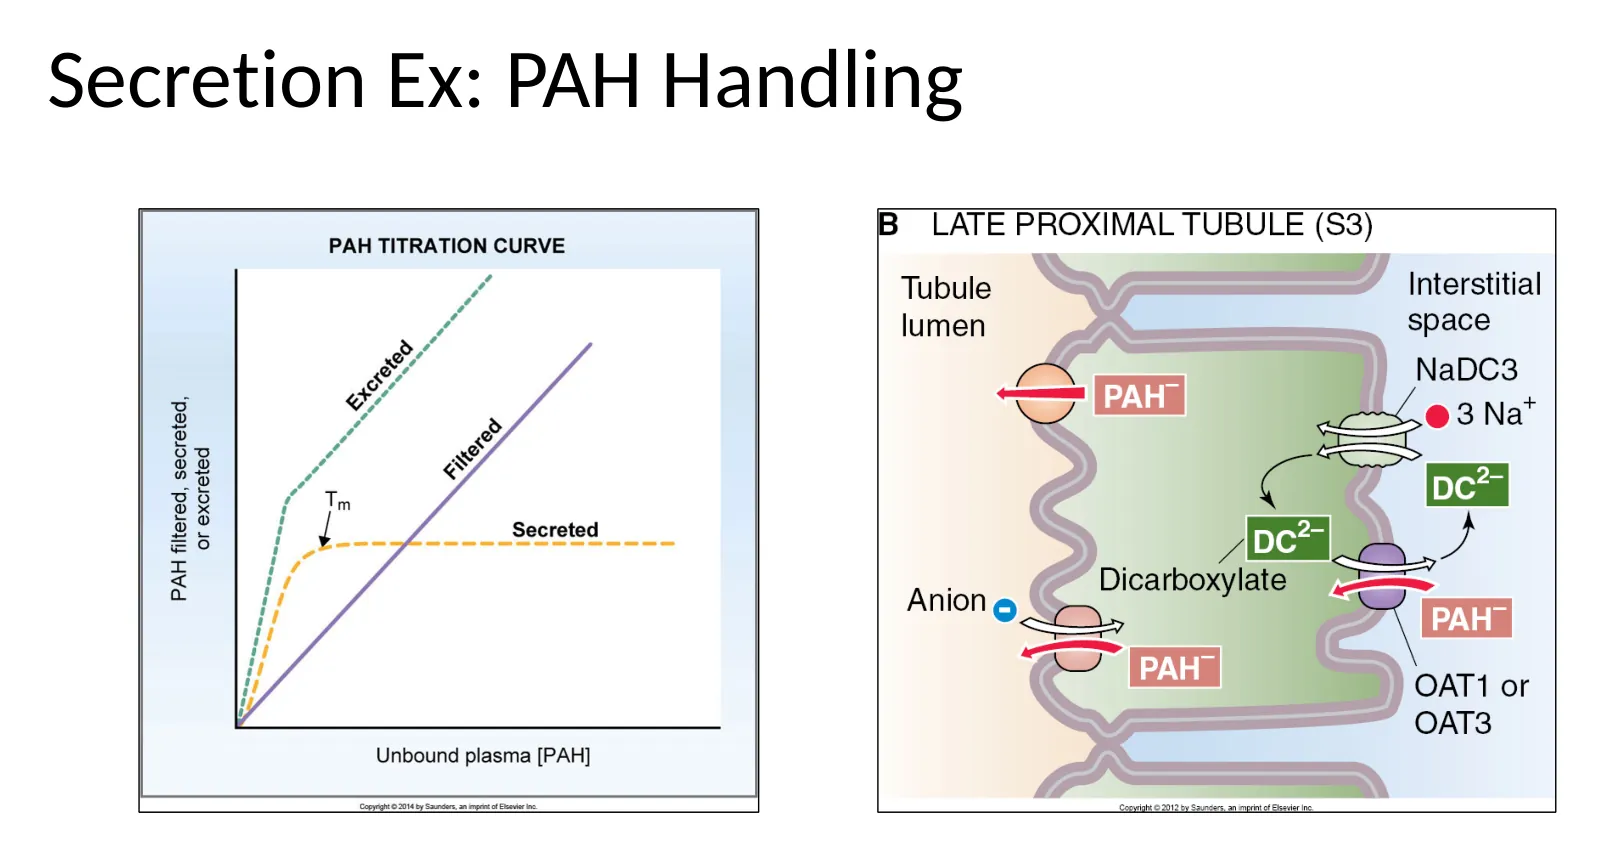 Secretion Ex: PAH Handling
PAH TITRATION CURVE
PAH filtered, secreted,
or excreted
Excreted
Filtered
Tm
Secreted
Unbound plasma [PAH]
Copyright © 2014 by Saunders, an imprint of Elsevier Inc.
B LATE PROXIMAL TUBULE (S3)
Tubule
lumen
Interstitial
space
PAH⁻
NaDC3
3 Na⁺
DC²⁻
DC²⁻
Dicarboxylate
Anion
PAH⁻
PAH⁻
OAT1 or
OAT3
Copyright © 2012 by Saunders, an imprint of Elsevier Inc.